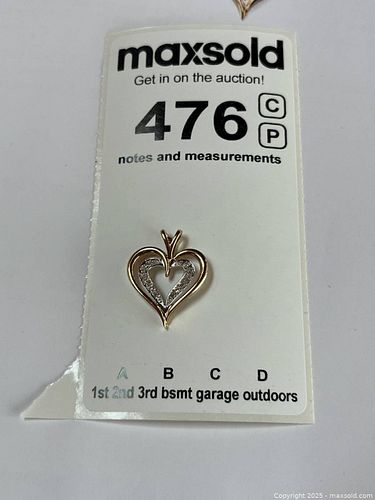 maxsold
Get in on the auction!
476 C
P
notes and measurements
A B C D
1st 2nd 3rd bsmt garage outdoors
Copyright 2025 - maxsold.com